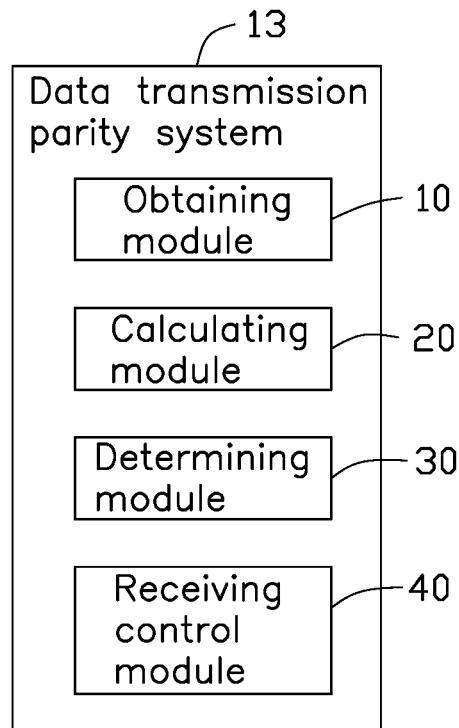 13
Data transmission
parity system
Obtaining
module
10
Calculating
module
20
Determining
module
30
Receiving
control
module
40